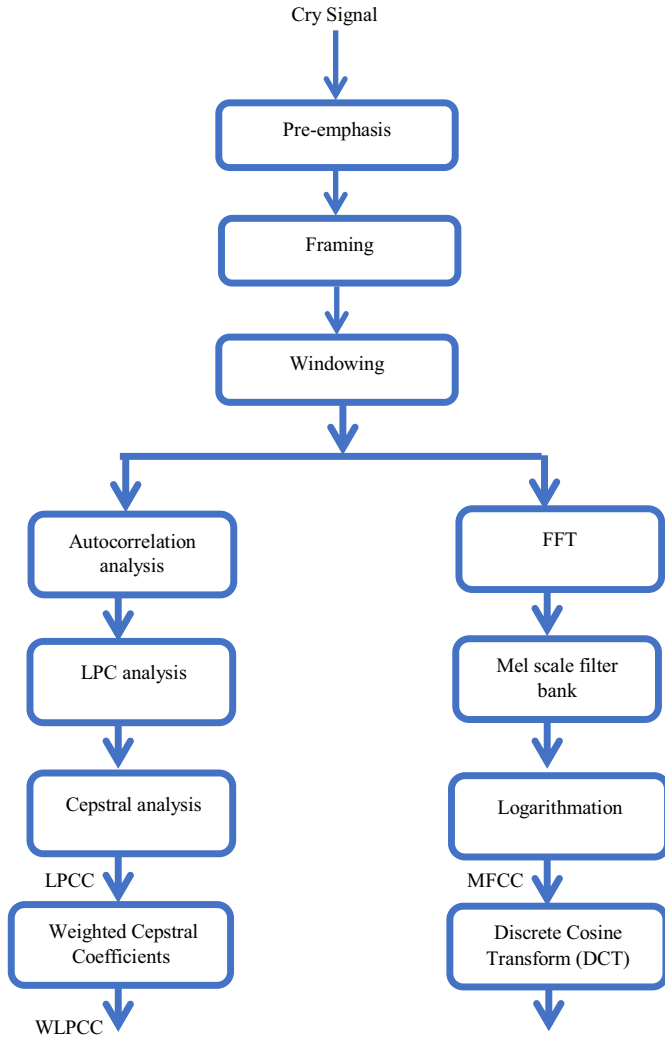 Cry Signal
Pre-emphasis
Framing
Windowing
Autocorrelation
analysis
LPC analysis
Cepstral analysis
LPCC
Weighted Cepstral
Coefficients
WLPCC
FFT
Mel scale filter
bank
Logarithmation
MFCC
Discrete Cosine
Transform (DCT)